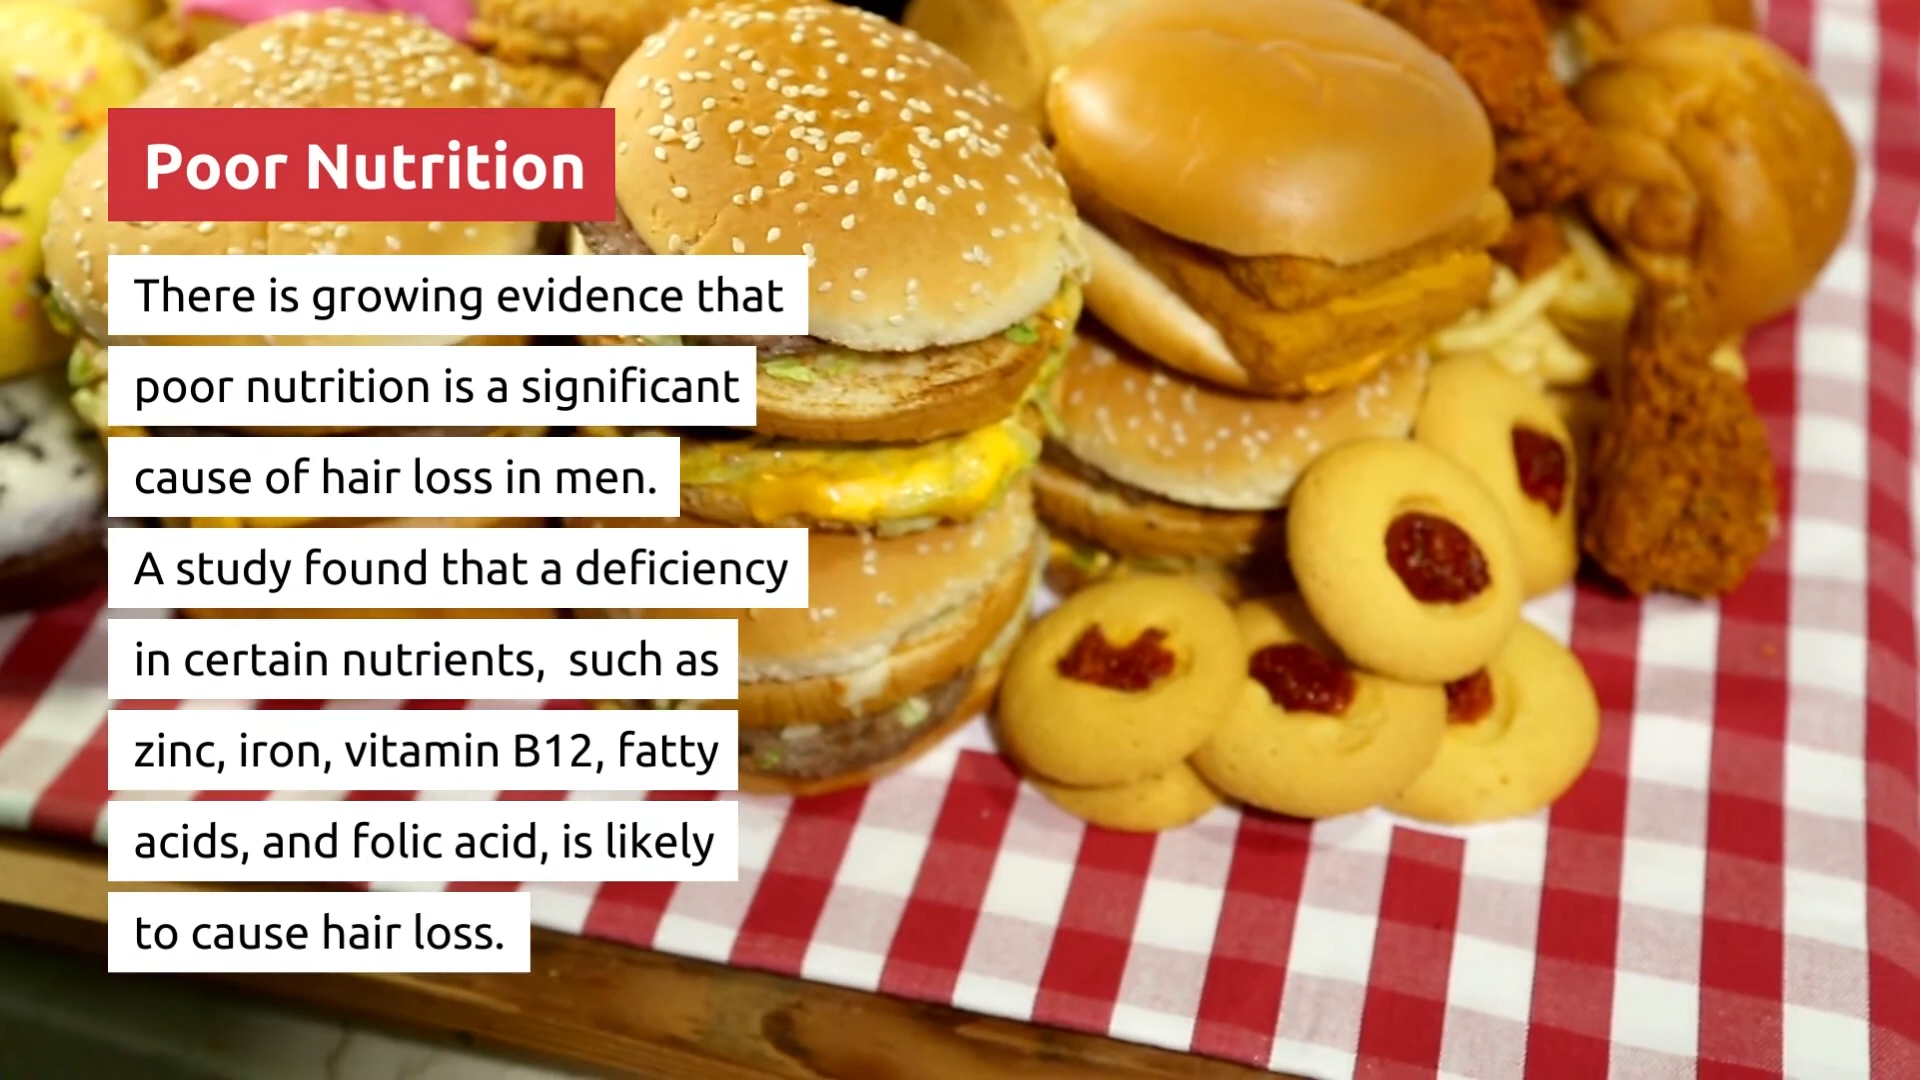 Poor Nutrition
There is growing evidence that
poor nutrition is a significant
cause of hair loss in men.
A study found that a deficiency
in certain nutrients,  such as
zinc, iron, vitamin B12, fatty
acids, and folic acid, is likely
to cause hair loss.